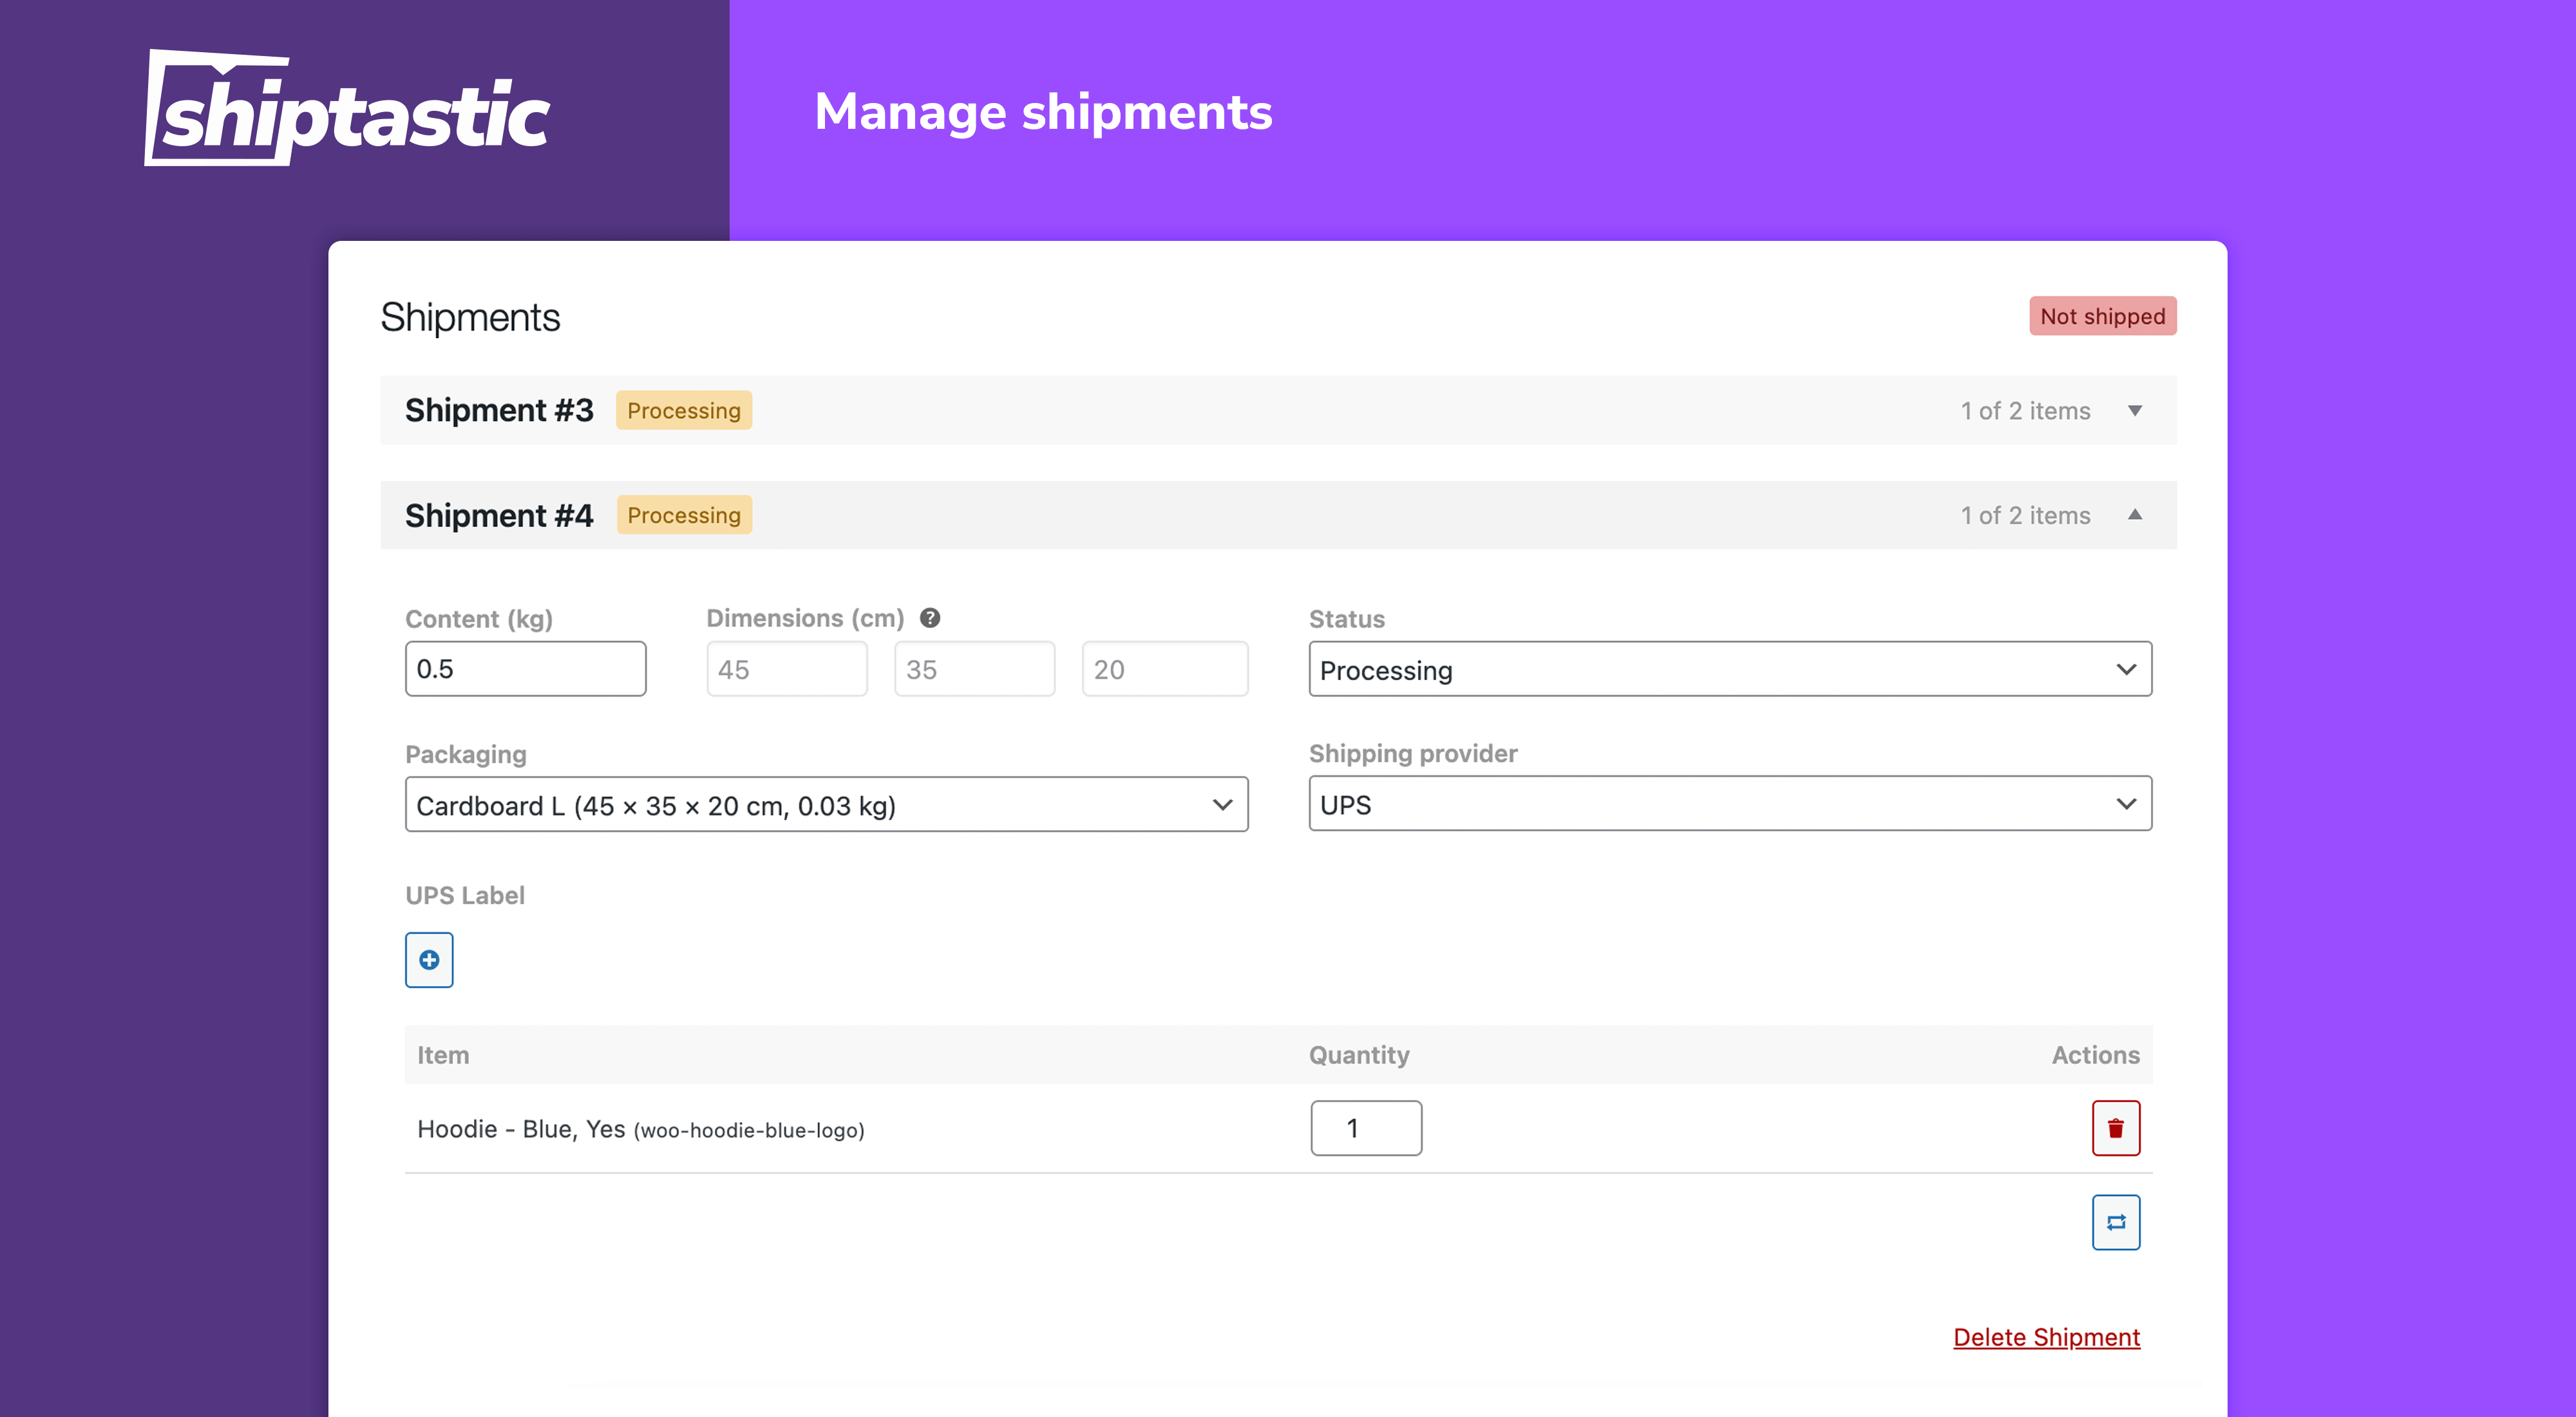 shiptastic
Manage shipments
Shipments
Not shipped
Shipment #3 Processing 1 of 2 items
Shipment #4 Processing 1 of 2 items
Content (kg) Dimensions (cm) ? Status
0.5 45 35 20 Processing
Packaging Shipping provider
Cardboard L (45 × 35 × 20 cm, 0.03 kg) UPS
UPS Label
Item Quantity Actions
Hoodie - Blue, Yes (woo-hoodie-blue-logo) 1
Delete Shipment